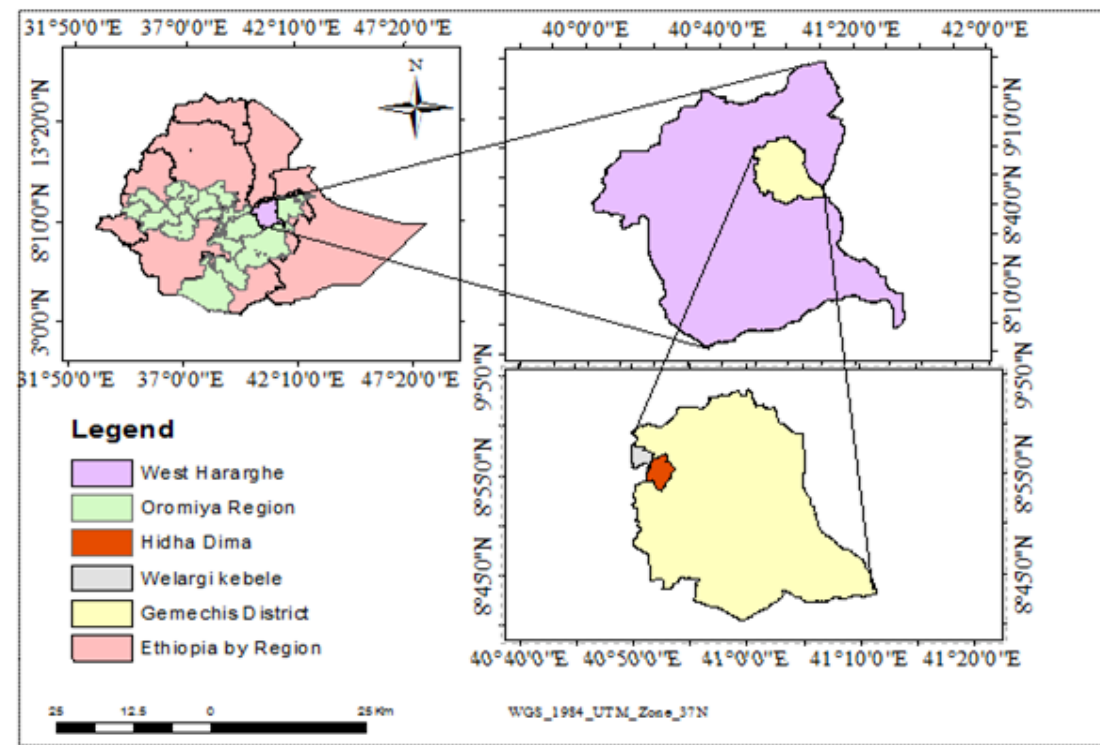 31°50'0"E 37°0'0"E 42°10'0"E 47°20'0"E
40°0'0"E 40°40'0"E 41°20'0"E 42°0'0"E
N
13°20'0"N
8°10'0"N
3°0'0"N
9°10'0"N
8°40'0"N
8°10'0"N
31°50'0"E 37°0'0"E 42°10'0"E 47°20'0"E
9°5'0"N
8°55'0"N
8°45'0"N
9°5'0"N
8°55'0"N
8°45'0"N
Legend
West Hararghe
Oromiya Region
Hidha Dima
Welargi kebele
Gemechis District
Ethiopia by Region
40°40'0"E 40°50'0"E 41°0'0"E 41°10'0"E 41°20'0"E
25 12.5 0 25 Km
WGS_1984_UTM_Zone_37N